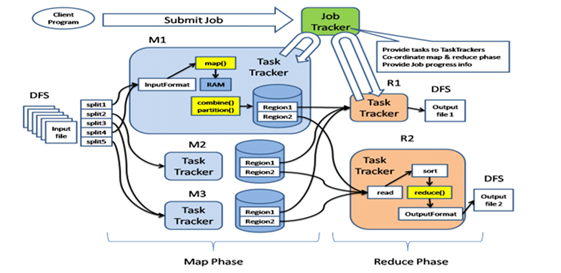 Client
Program
Submit Job
Job
Tracker
Provide tasks to TaskTrackers
Co-ordinate map & reduce phase
Provide Job progress info
M1
map()
Task
Tracker
InputFormat
RAM
combine()
partition()
Region1
Region2
DFS
Input
file
split1
split2
split3
split4
split5
M2
Task
Tracker
Region1
Region2
M3
Task
Tracker
Region1
Region2
R1
Task
Tracker
DFS
Output
file 1
R2
Task
Tracker
sort
read
reduce()
OutputFormat
DFS
Output
file 2
Map Phase
Reduce Phase